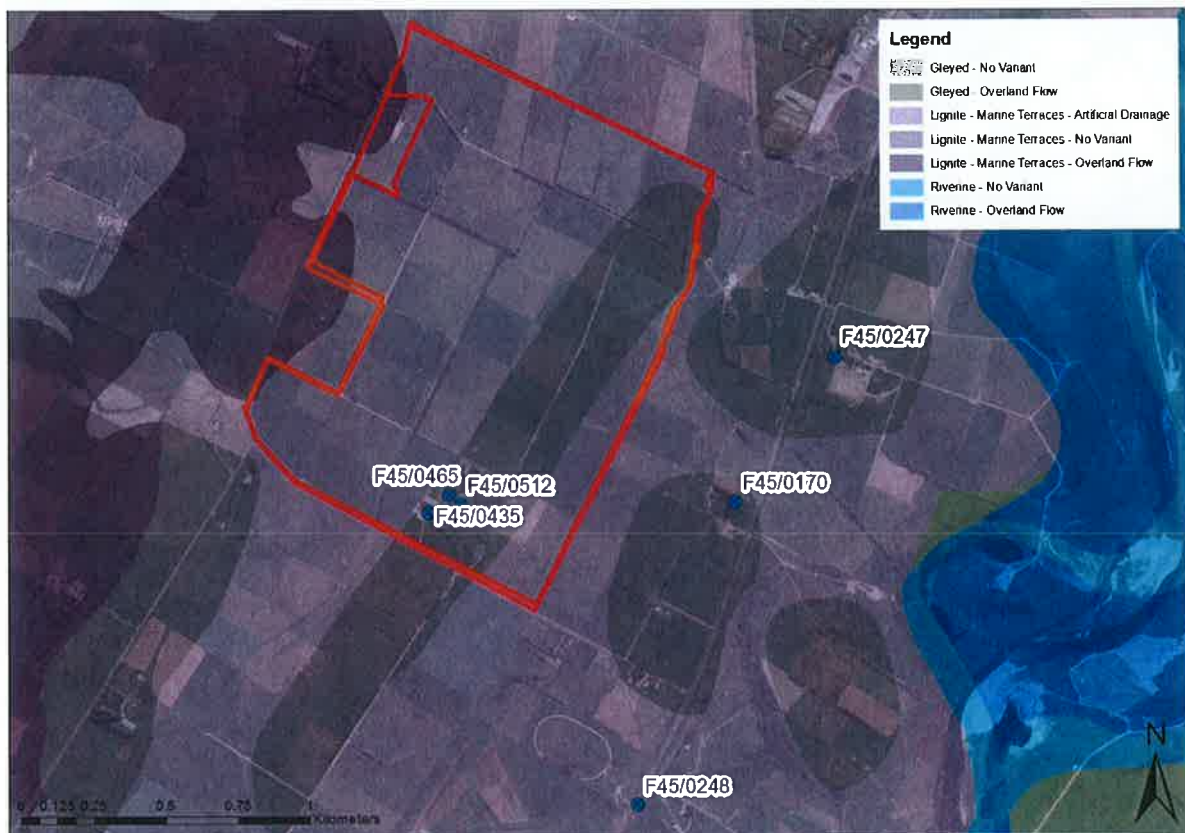 Legend
Gleyed - No Variant
Gleyed - Overland Flow
Lignite - Marine Terraces - Artificial Drainage
Lignite - Marine Terraces - No Variant
Lignite - Marine Terraces - Overland Flow
Riverine - No Variant
Riverine - Overland Flow
F45/0247
F45/0465
F45/0512
F45/0435
F45/0170
F45/0248
N
0 0.125 0.25 0.5 0.75 1
Kilometers